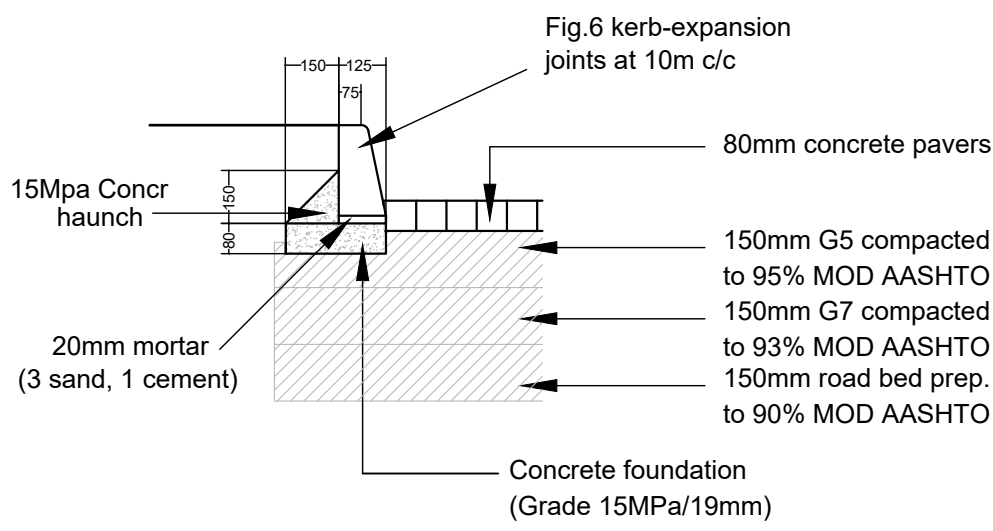 Fig.6 kerb-expansion
joints at 10m c/c
150
125
75
80mm concrete pavers
15Mpa Concr
haunch
150
80
150mm G5 compacted
to 95% MOD AASHTO
150mm G7 compacted
to 93% MOD AASHTO
150mm road bed prep.
to 90% MOD AASHTO
20mm mortar
(3 sand, 1 cement)
Concrete foundation
(Grade 15MPa/19mm)